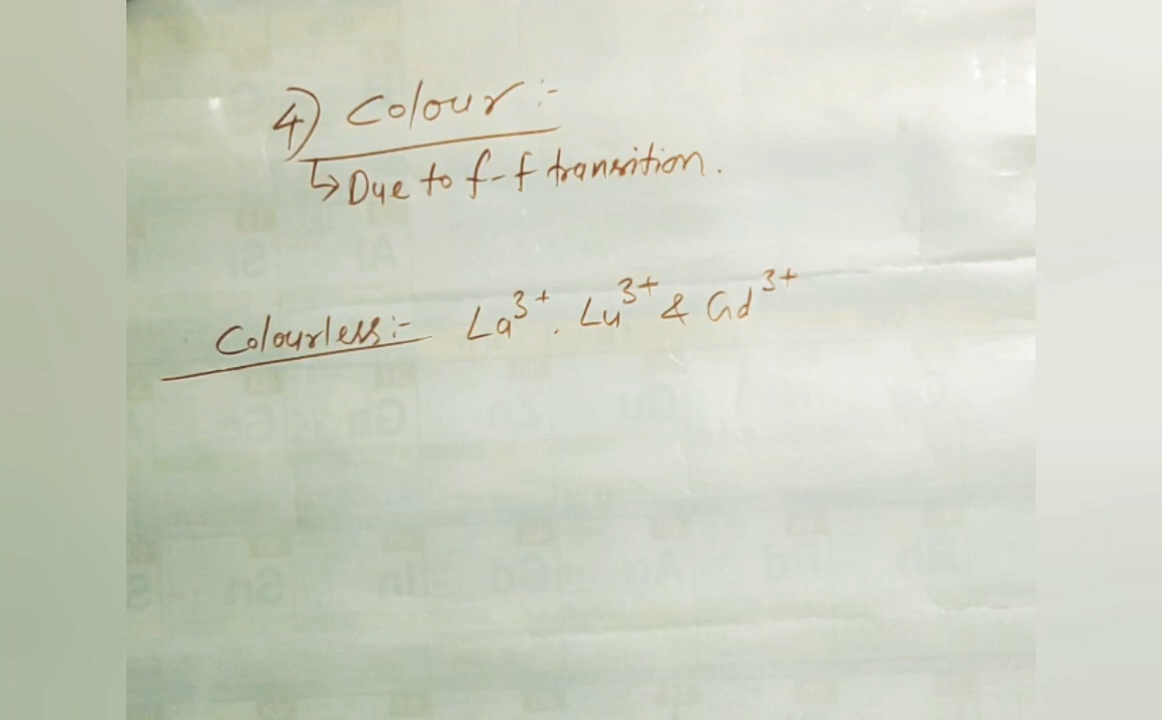 4) Colour :-
↳ Due to f-f transition.
Colourless:- La³⁺. Lu³⁺ & Gd³⁺